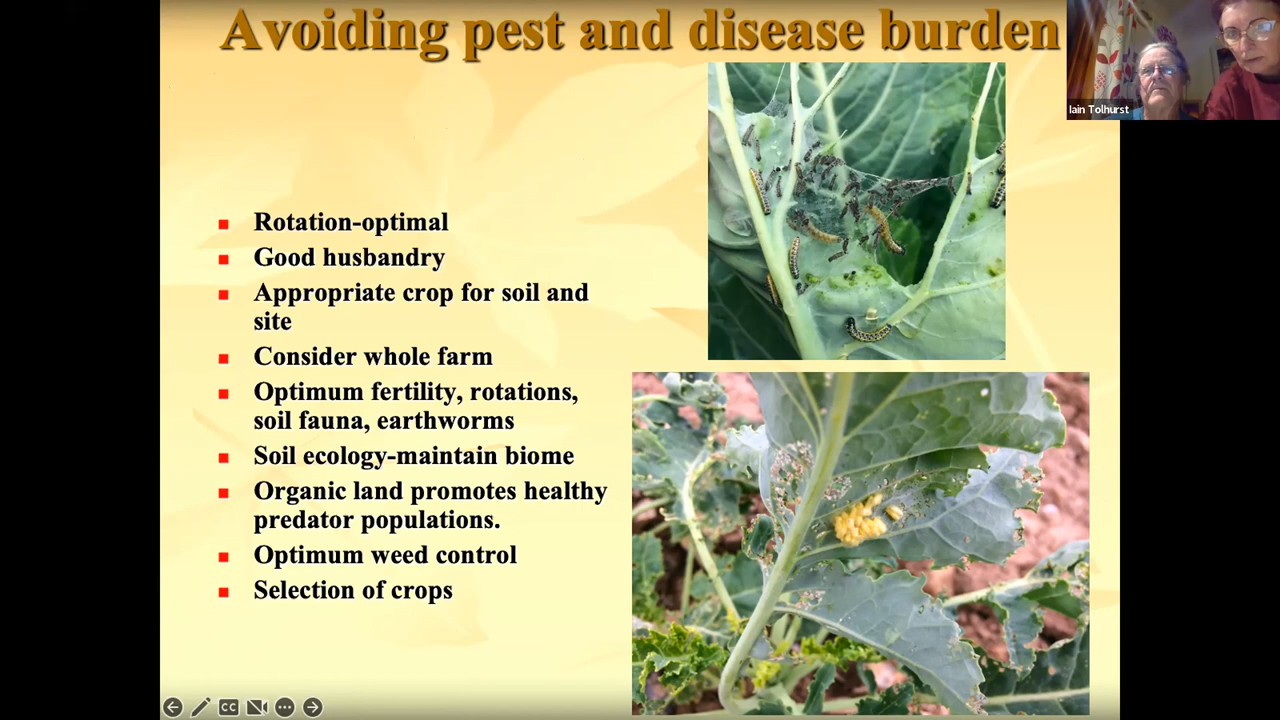 Avoiding pest and disease burden
Iain Tolhurst
Rotation-optimal
Good husbandry
Appropriate crop for soil and
site
Consider whole farm
Optimum fertility, rotations,
soil fauna, earthworms
Soil ecology-maintain biome
Organic land promotes healthy
predator populations.
Optimum weed control
Selection of crops
CC